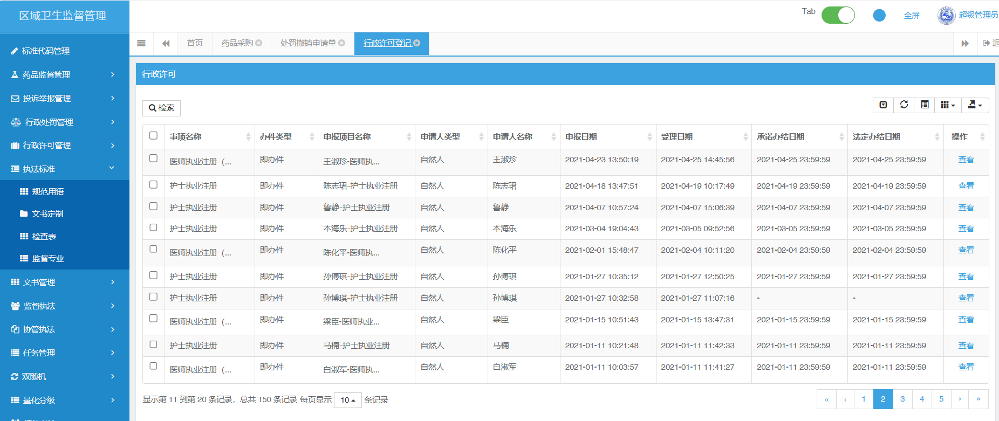 区域卫生监督管理
Tab
全屏
超级管理员
首页
药品采购
处罚撤销申请单
行政许可登记
退
标准代码管理
药品监督管理
投诉举报管理
行政处罚管理
行政许可管理
执法标准
规范用语
文书定制
检查表
监督专业
文书管理
监督执法
协管执法
任务管理
双随机
量化分级
行政许可
检索
事项名称 办件类型 申报项目名称 申请人类型 申请人名称 申报日期 受理日期 承诺办结日期 法定办结日期 操作
医师执业注册（... 即办件 王淑珍-医师执... 自然人 王淑珍 2021-04-23 13:50:19 2021-04-25 14:45:56 2021-04-25 23:59:59 2021-04-25 23:59:59 查看
护士执业注册 即办件 陈志珺-护士执业注册 自然人 陈志珺 2021-04-18 13:47:51 2021-04-19 10:17:49 2021-04-19 23:59:59 2021-04-19 23:59:59 查看
护士执业注册 即办件 鲁静-护士执业注册 自然人 鲁静 2021-04-07 10:57:24 2021-04-07 15:06:39 2021-04-07 23:59:59 2021-04-07 23:59:59 查看
护士执业注册 即办件 本海乐-护士执业注册 自然人 本海乐 2021-03-04 19:04:43 2021-03-05 09:52:56 2021-03-05 23:59:59 2021-03-05 23:59:59 查看
医师执业注册（... 即办件 陈化平-医师执... 自然人 陈化平 2021-02-01 15:48:47 2021-02-04 10:11:20 2021-02-04 23:59:59 2021-02-04 23:59:59 查看
护士执业注册 即办件 孙博琪-护士执业注册 自然人 孙博琪 2021-01-27 10:35:12 2021-01-27 12:50:25 2021-01-27 23:59:59 2021-01-27 23:59:59 查看
护士执业注册 即办件 孙博琪-护士执业注册 自然人 孙博琪 2021-01-27 10:32:58 2021-01-27 11:07:16 - - 查看
医师执业注册（... 即办件 梁臣-医师执业... 自然人 梁臣 2021-01-15 10:51:43 2021-01-15 13:47:31 2021-01-15 23:59:59 2021-01-15 23:59:59 查看
护士执业注册 即办件 马楠-护士执业注册 自然人 马楠 2021-01-11 10:21:48 2021-01-11 11:42:33 2021-01-11 23:59:59 2021-01-11 23:59:59 查看
医师执业注册（... 即办件 白淑军-医师执... 自然人 白淑军 2021-01-11 10:03:57 2021-01-11 11:41:27 2021-01-11 23:59:59 2021-01-11 23:59:59 查看
显示第 11 到第 20 条记录，总共 150 条记录 每页显示 10 条记录
« ‹ 1 2 3 4 5 › »